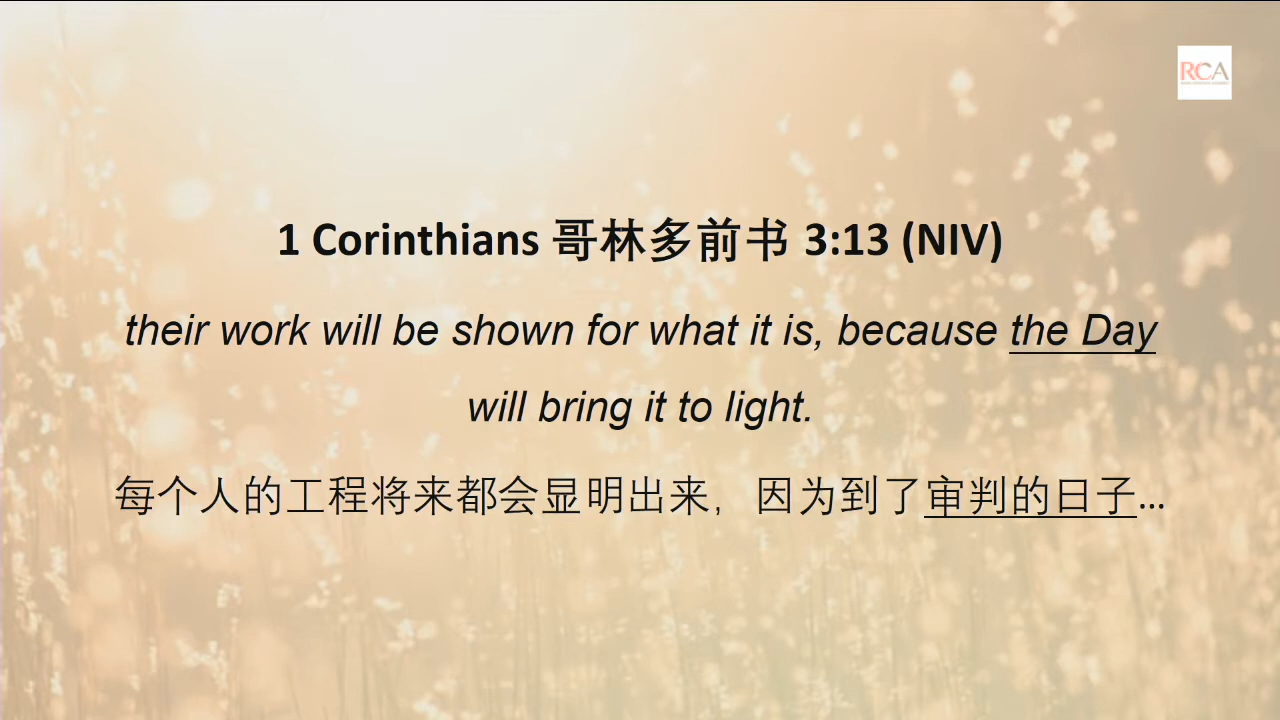 RCA
1 Corinthians 哥林多前书 3:13 (NIV)
their work will be shown for what it is, because the Day
will bring it to light.
每个人的工程将来都会显明出来，因为到了审判的日子...